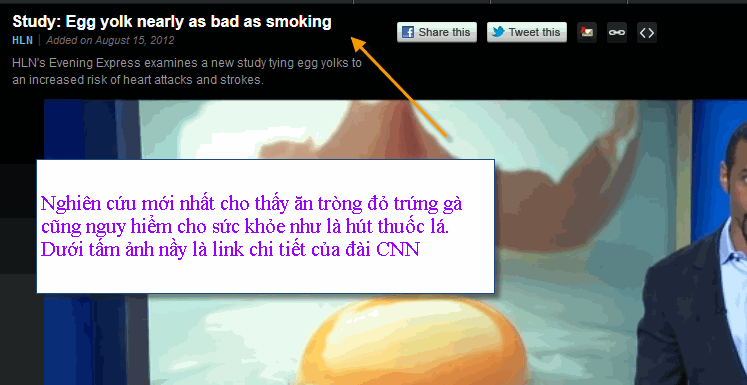 Study: Egg yolk nearly as bad as smoking
HLN | Added on August 15, 2012
HLN's Evening Express examines a new study tying egg yolks to
an increased risk of heart attacks and strokes.
Share this
Tweet this
Nghiên cứu mới nhất cho thấy ăn tròng đỏ trứng gà
cũng nguy hiểm cho sức khỏe như là hút thuốc lá.
Dưới tấm ảnh nầy là link chi tiết của đài CNN